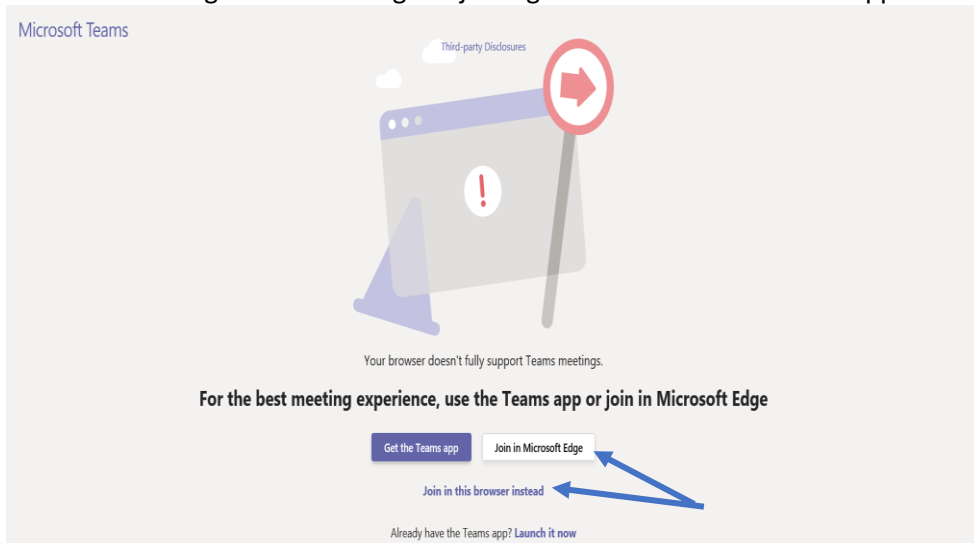 Microsoft Teams
Third-party Disclosures
Your browser doesn't fully support Teams meetings.
For the best meeting experience, use the Teams app or join in Microsoft Edge
Get the Teams app
Join in Microsoft Edge
Join in this browser instead
Already have the Teams app? Launch it now